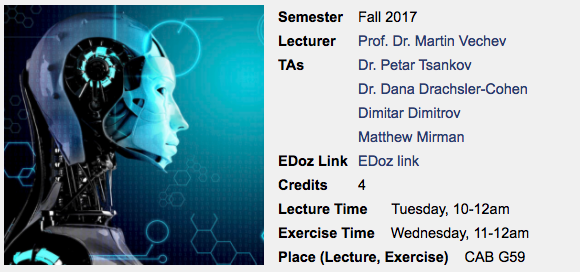 Semester Fall 2017
Lecturer Prof. Dr. Martin Vechev
TAs Dr. Petar Tsankov
Dr. Dana Drachsler-Cohen
Dimitar Dimitrov
Matthew Mirman
EDoz Link EDoz link
Credits 4
Lecture Time Tuesday, 10-12am
Exercise Time Wednesday, 11-12am
Place (Lecture, Exercise) CAB G59